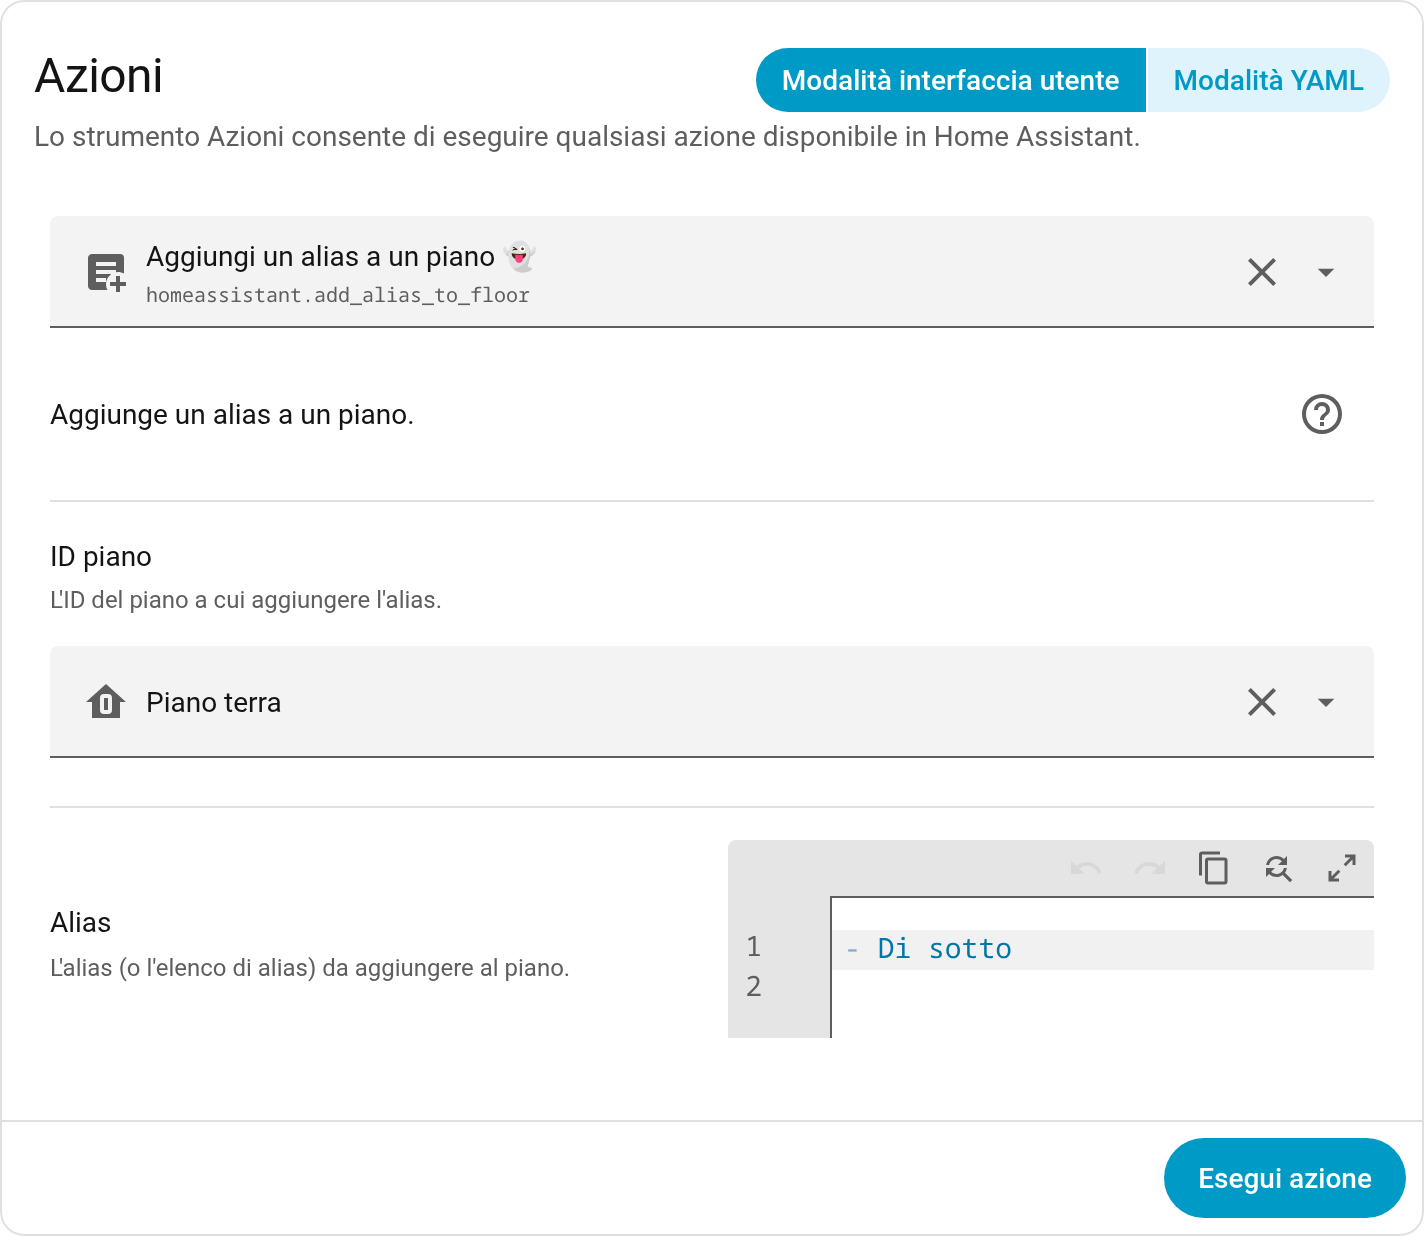 Azioni
Modalità interfaccia utente
Modalità YAML
Lo strumento Azioni consente di eseguire qualsiasi azione disponibile in Home Assistant.
Aggiungi un alias a un piano 👻
homeassistant.add_alias_to_floor
Aggiunge un alias a un piano.
ID piano
L'ID del piano a cui aggiungere l'alias.
0
Piano terra
Alias
L'alias (o l'elenco di alias) da aggiungere al piano.
1
- Di sotto
2
Esegui azione